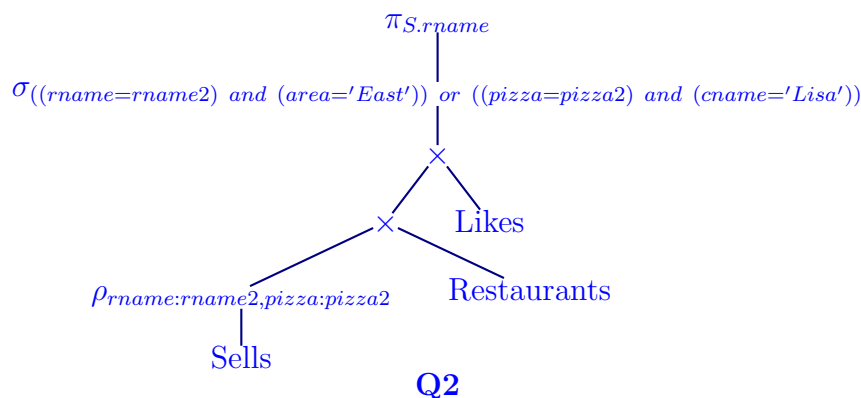 π_{S.rname}
σ_{((rname=rname2) and (area='East')) or ((pizza=pizza2) and (cname='Lisa'))}
×
× Likes
ρ_{rname:rname2,pizza:pizza2} Restaurants
Sells
Q2